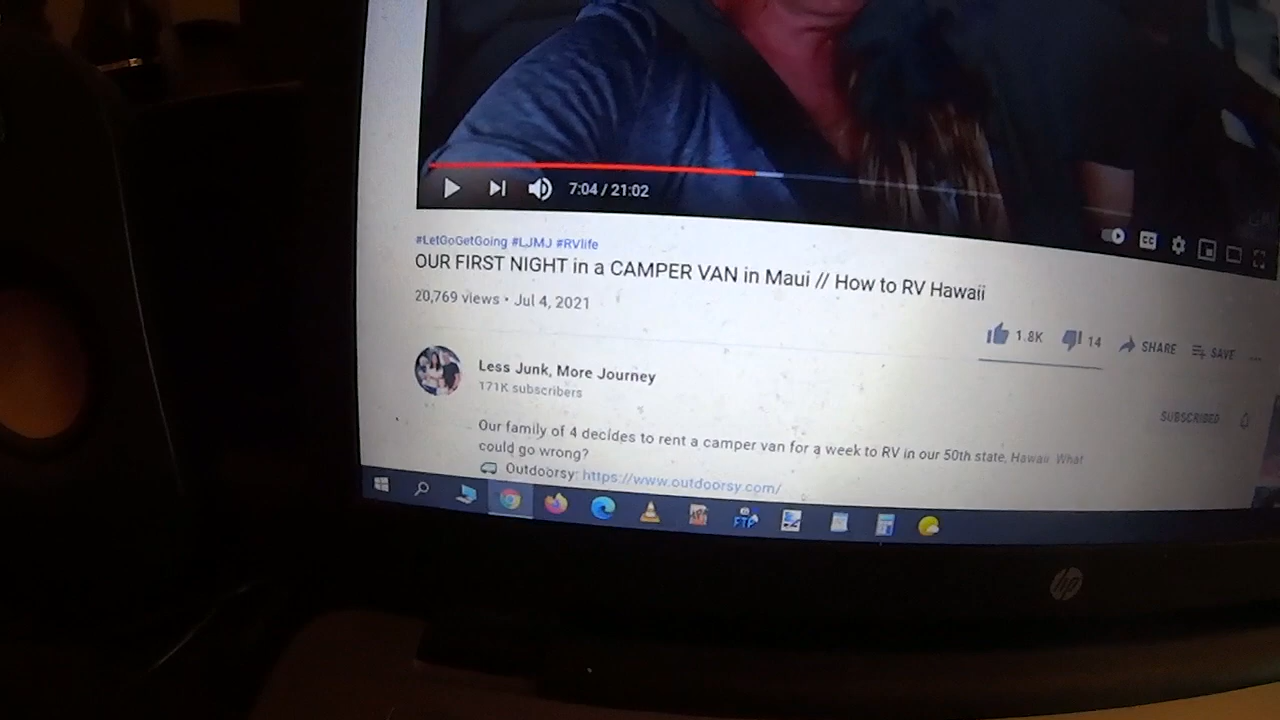 7:04 / 21:02
CC
#LetGoGetGoing #LJMJ #RVlife
OUR FIRST NIGHT in a CAMPER VAN in Maui // How to RV Hawaii
20,769 views • Jul 4, 2021
1.8K 14 SHARE SAVE
Less Junk, More Journey
171K subscribers
SUBSCRIBED
Our family of 4 decides to rent a camper van for a week to RV in our 50th state, Hawaii. What
could go wrong?
Outdoorsy: https://www.outdoorsy.com/
FTP
hp